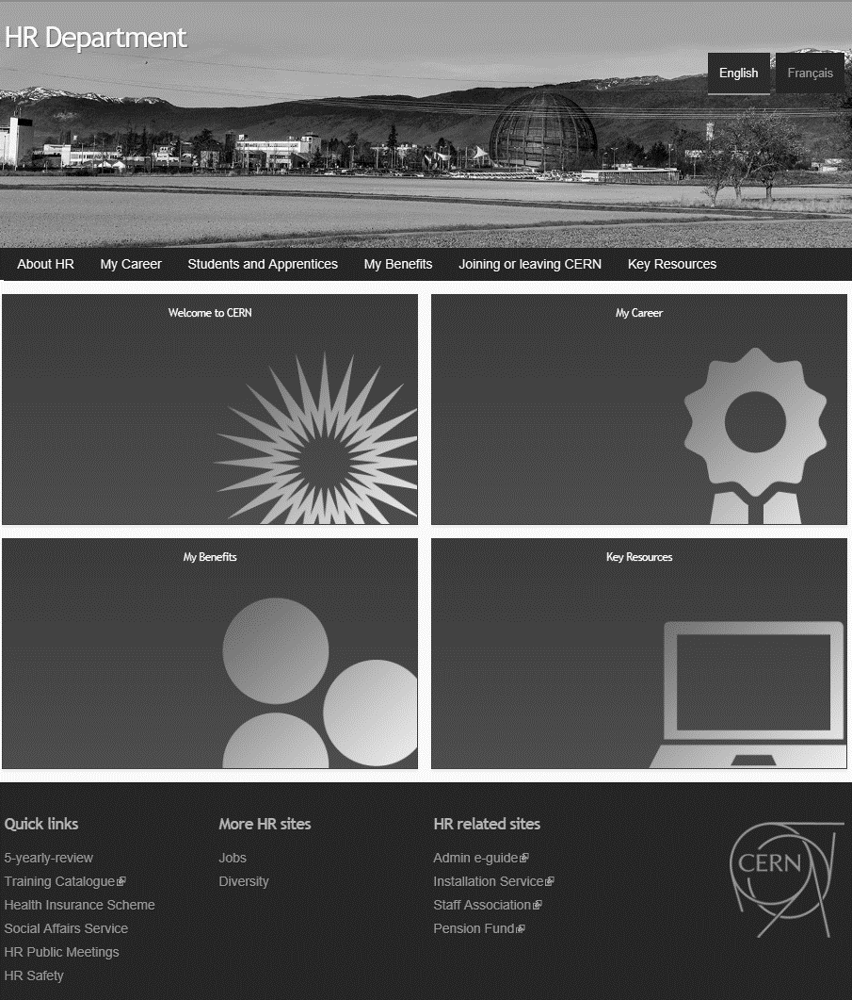 HR Department
English Français
About HR My Career Students and Apprentices My Benefits Joining or leaving CERN Key Resources
Welcome to CERN
My Career
My Benefits
Key Resources
Quick links
5-yearly-review
Training Catalogue
Health Insurance Scheme
Social Affairs Service
HR Public Meetings
HR Safety
More HR sites
Jobs
Diversity
HR related sites
Admin e-guide
Installation Service
Staff Association
Pension Fund
CERN